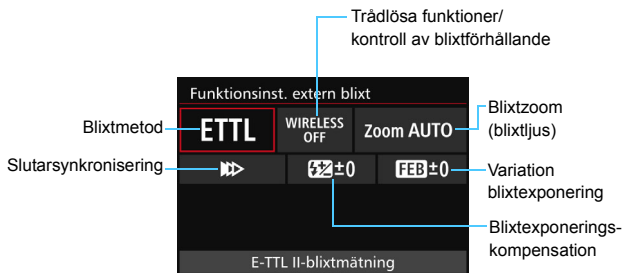 Trådlösa funktioner/
kontroll av blixtförhållande
Funktionsinst. extern blixt
Blixtmetod
ETTL
WIRELESS
OFF
Zoom AUTO
Blixtzoom
(blixtljus)
Slutarsynkronisering
±0
FEB±0
Variation
blixtexponering
Blixtexponerings-
kompensation
E-TTL II-blixtmätning